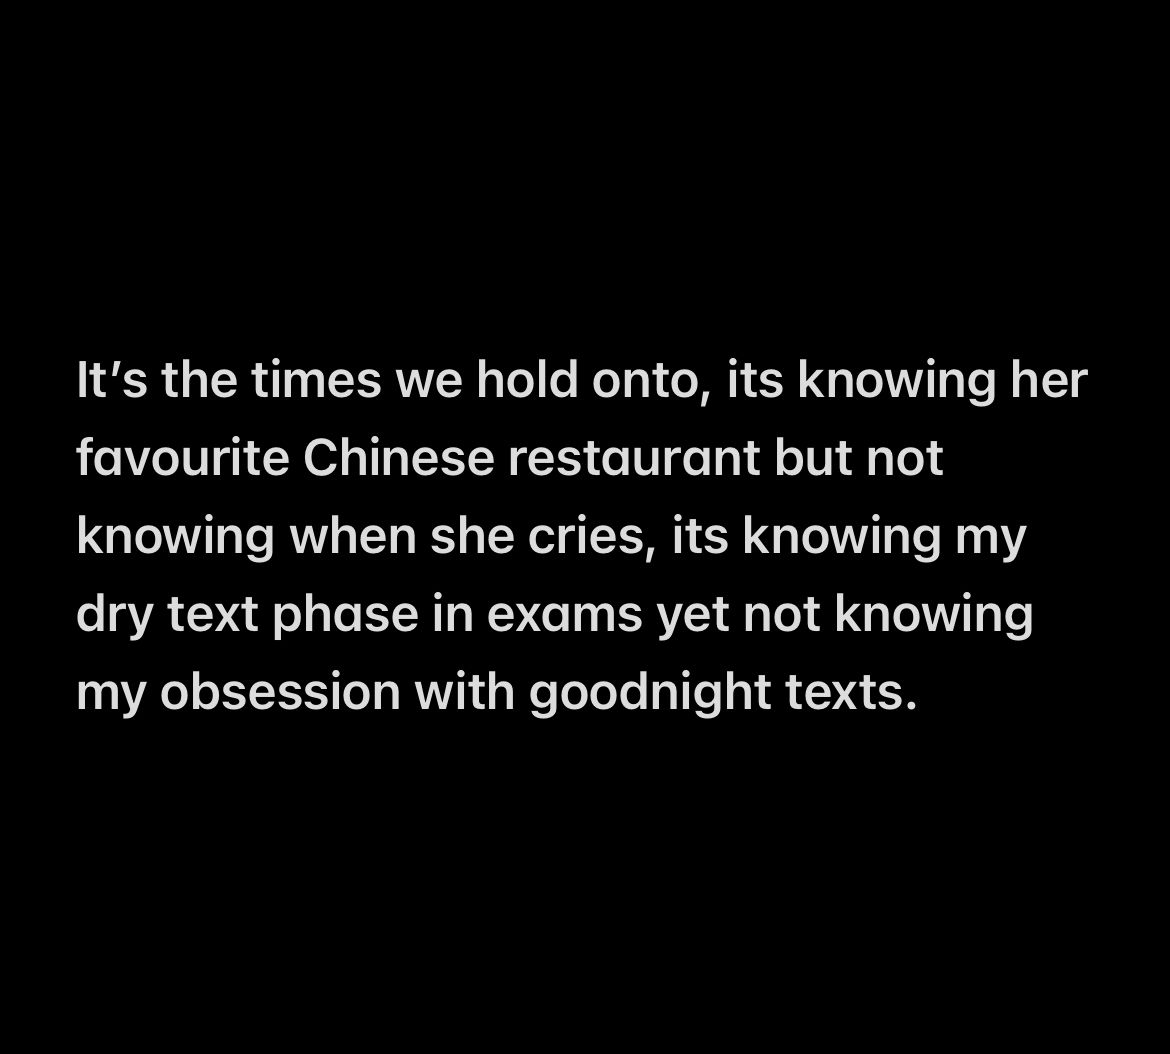 It’s the times we hold onto, its knowing her
favourite Chinese restaurant but not
knowing when she cries, its knowing my
dry text phase in exams yet not knowing
my obsession with goodnight texts.